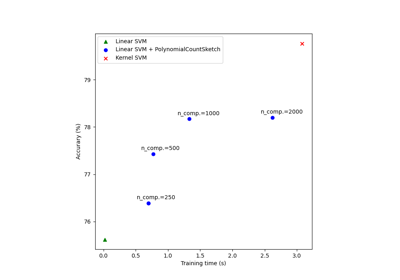 Linear SVM
Linear SVM + PolynomialCountSketch
Kernel SVM
79
78
77
76
Accurary (%)
n_comp.=1000
n_comp.=2000
n_comp.=500
n_comp.=250
0.0 0.5 1.0 1.5 2.0 2.5 3.0
Training time (s)